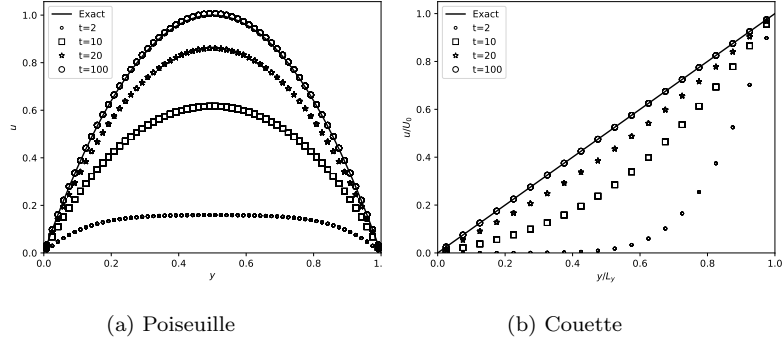 1.0
0.8
0.6
0.4
0.2
0.0
u
Exact
t=2
t=10
t=20
t=100
0.0 0.2 0.4 0.6 0.8 1.
y
(a) Poiseuille
1.0
0.8
0.6
0.4
0.2
0.0
u/U₀
Exact
t=2
t=10
t=20
t=100
0.0 0.2 0.4 0.6 0.8 1.0
y/Lᵧ
(b) Couette